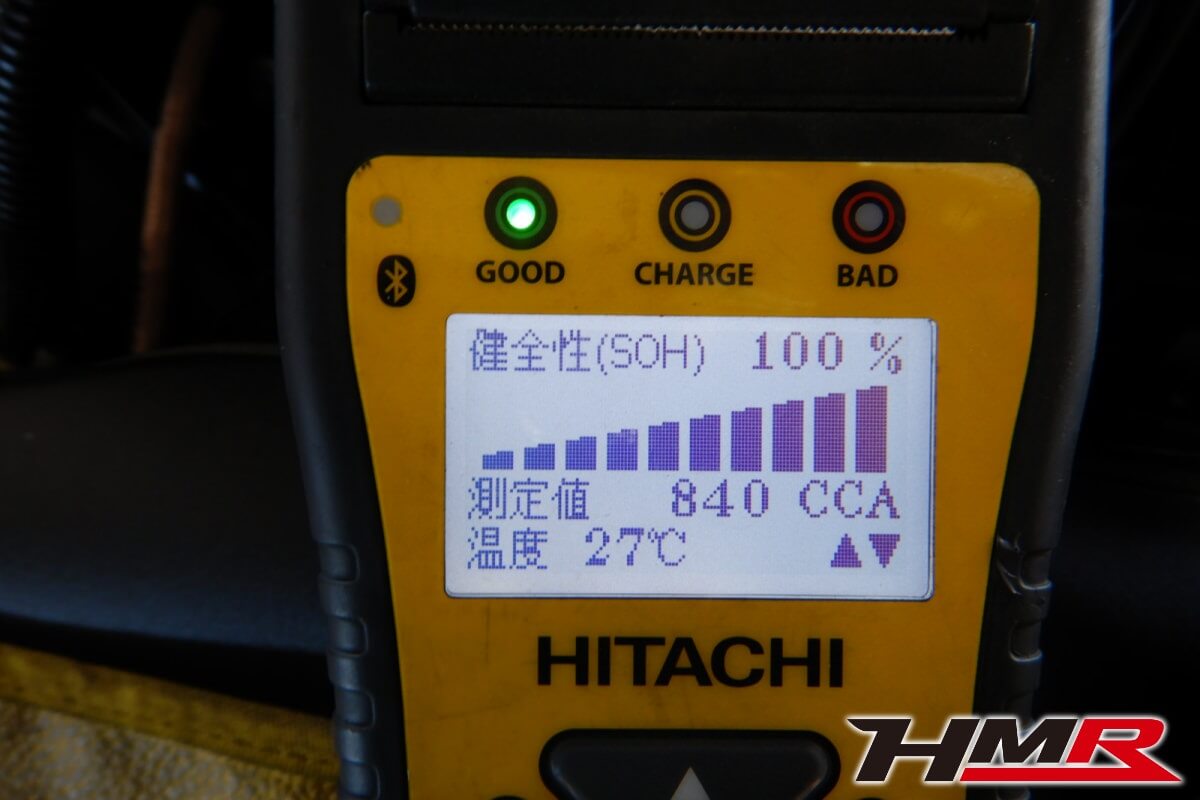 GOOD CHARGE BAD
健全性(SOH) 100 %
測定値 840 CCA
温度 27℃ ▲▼
HITACHI
HMR